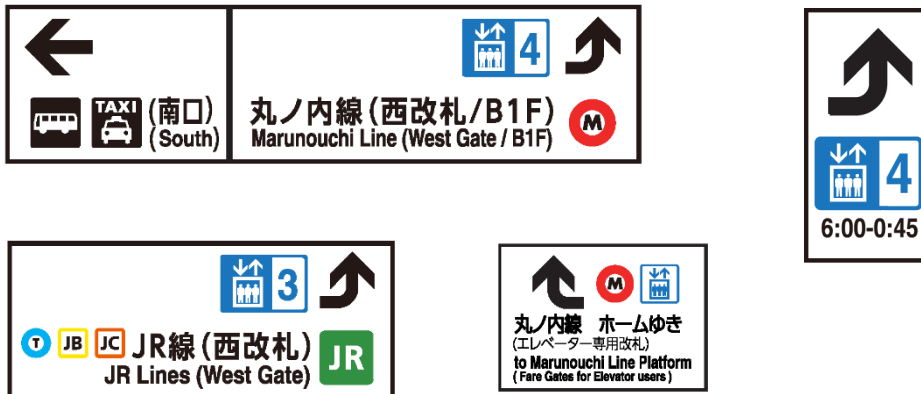 4
TAXI
(南口)
(South)
丸ノ内線(西改札/B1F)
Marunouchi Line (West Gate / B1F)
M
4
6:00-0:45
3
T JB JC JR線(西改札)
JR Lines (West Gate)
JR
M
丸ノ内線 ホームゆき
(エレベーター専用改札)
to Marunouchi Line Platform
(Fare Gates for Elevator users)